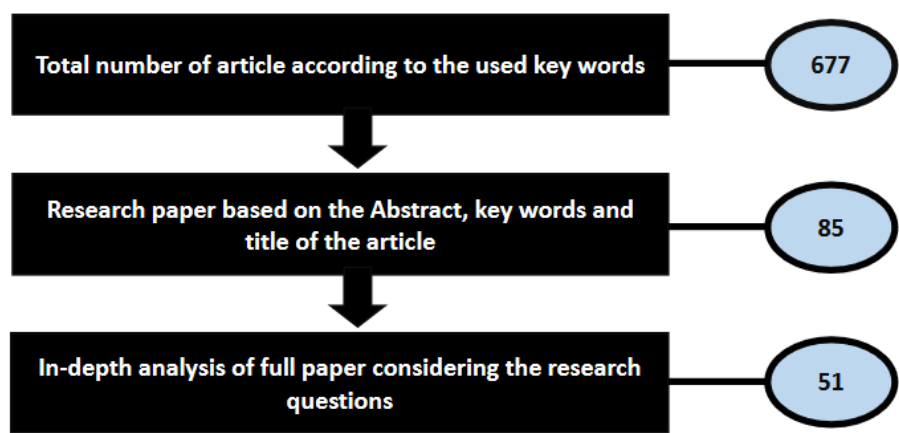 Total number of article according to the used key words
677
Research paper based on the Abstract, key words and
title of the article
85
In-depth analysis of full paper considering the research
questions
51